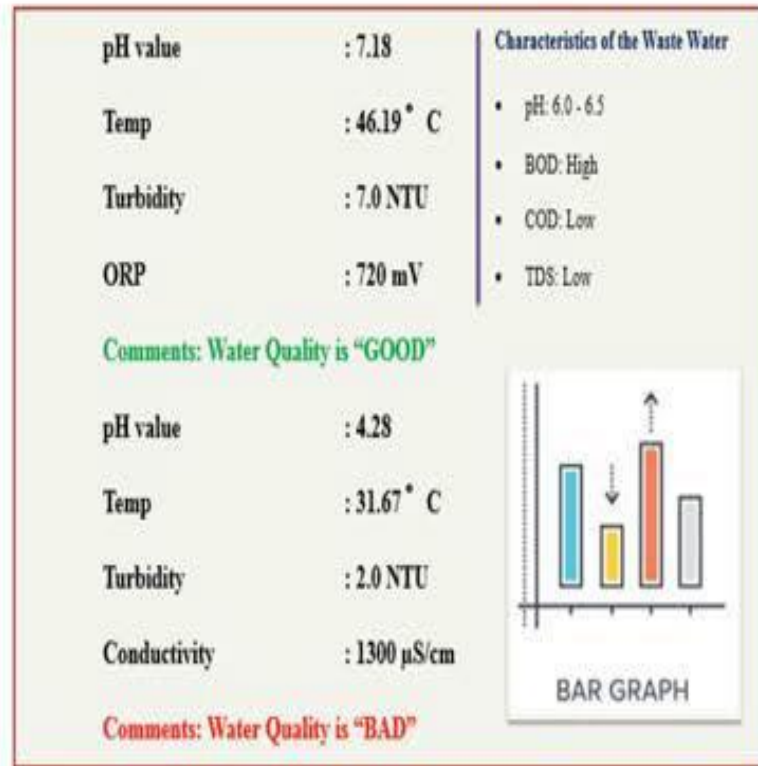 pH value : 7.18
Temp : 46.19° C
Turbidity : 7.0 NTU
ORP : 720 mV
Comments: Water Quality is “GOOD”
pH value : 4.28
Temp : 31.67° C
Turbidity : 2.0 NTU
Conductivity : 1300 µS/cm
Comments: Water Quality is “BAD”
Characteristics of the Waste Water
• pH: 6.0 - 6.5
• BOD: High
• COD: Low
• TDS: Low
BAR GRAPH